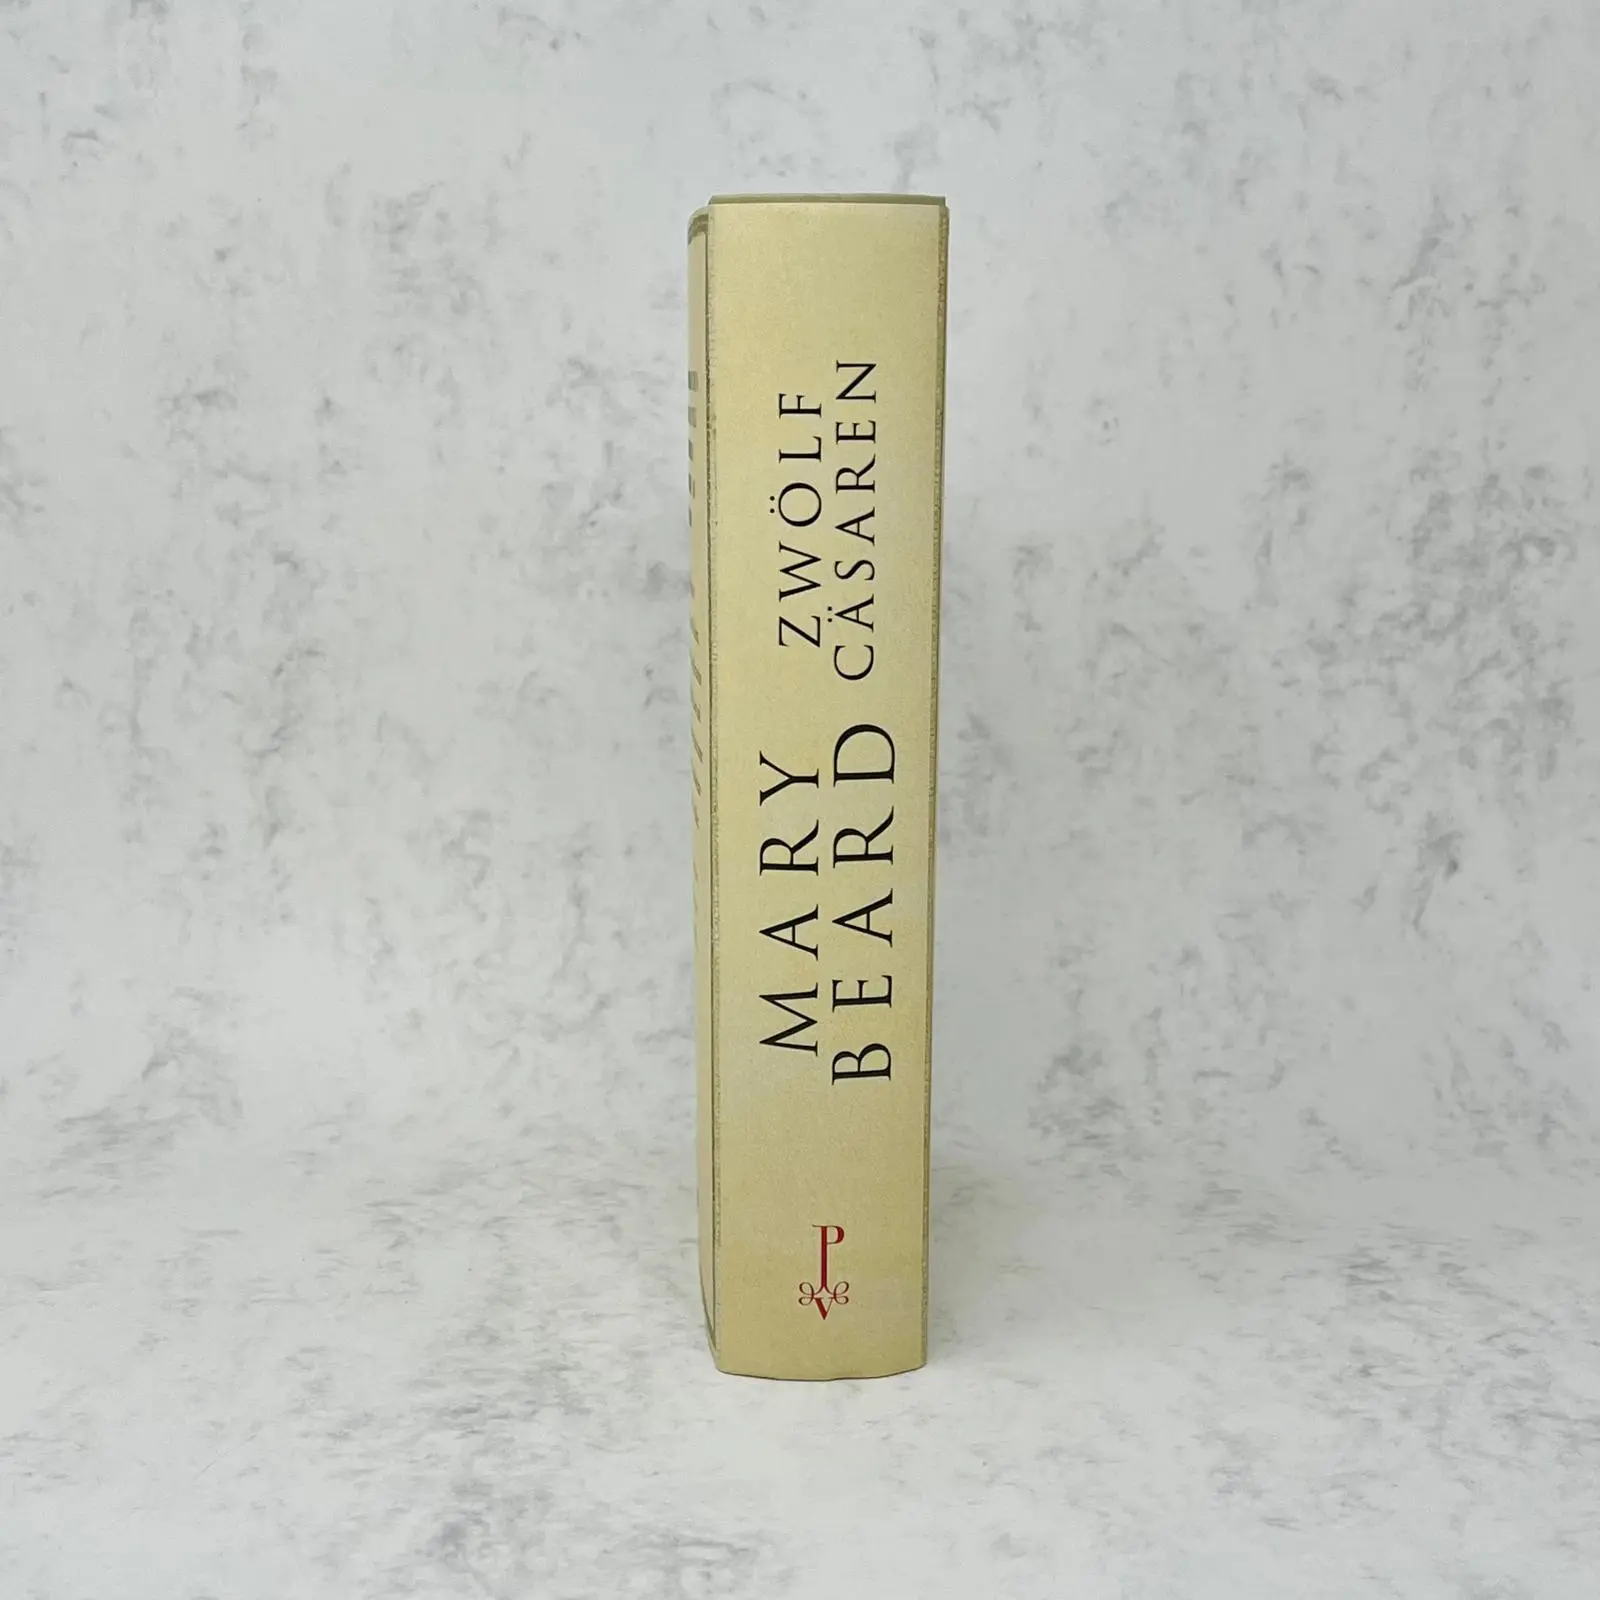 MARY
BEARD
ZWÖLF
CÄSAREN
P
V